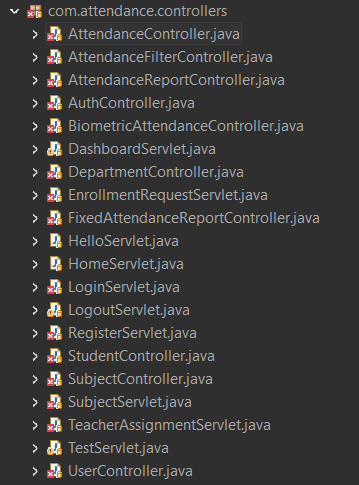 com.attendance.controllers
AttendanceController.java
AttendanceFilterController.java
AttendanceReportController.java
AuthController.java
BiometricAttendanceController.java
DashboardServlet.java
DepartmentController.java
EnrollmentRequestServlet.java
FixedAttendanceReportController.java
HelloServlet.java
HomeServlet.java
LoginServlet.java
LogoutServlet.java
RegisterServlet.java
StudentController.java
SubjectController.java
SubjectServlet.java
TeacherAssignmentServlet.java
TestServlet.java
UserController.java